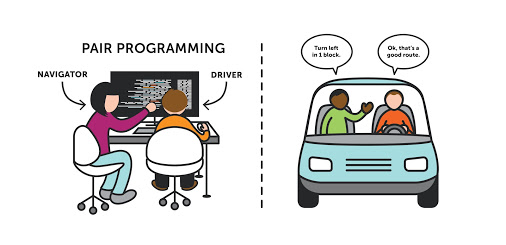 PAIR PROGRAMMING
NAVIGATOR
DRIVER
Turn left
in 1 block.
Ok, that's a
good route.